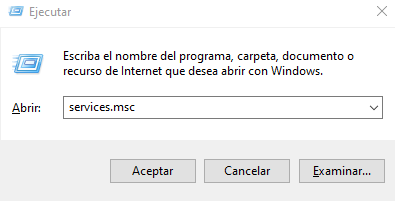 Ejecutar
Escriba el nombre del programa, carpeta, documento o
recurso de Internet que desea abrir con Windows.
Abrir: services.msc
Aceptar Cancelar Examinar...